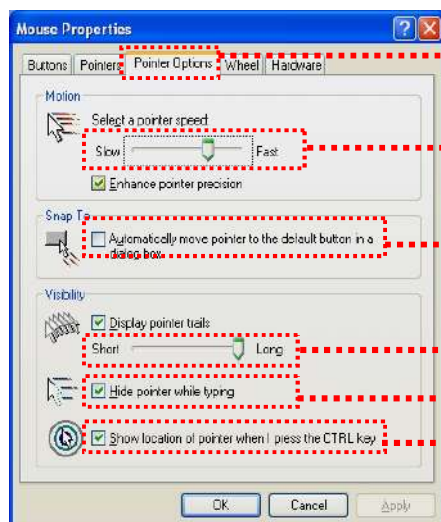 Mouse Properties
Buttons Pointers Pointer Options Wheel Hardware
Motion
Select a pointer speed:
Slow Fast
Enhance pointer precision
Snap To
Automatically move pointer to the default button in a
dialog box
Visibility
Display pointer trails
Short Long
Hide pointer while typing
Show location of pointer when I press the CTRL key
OK Cancel Apply